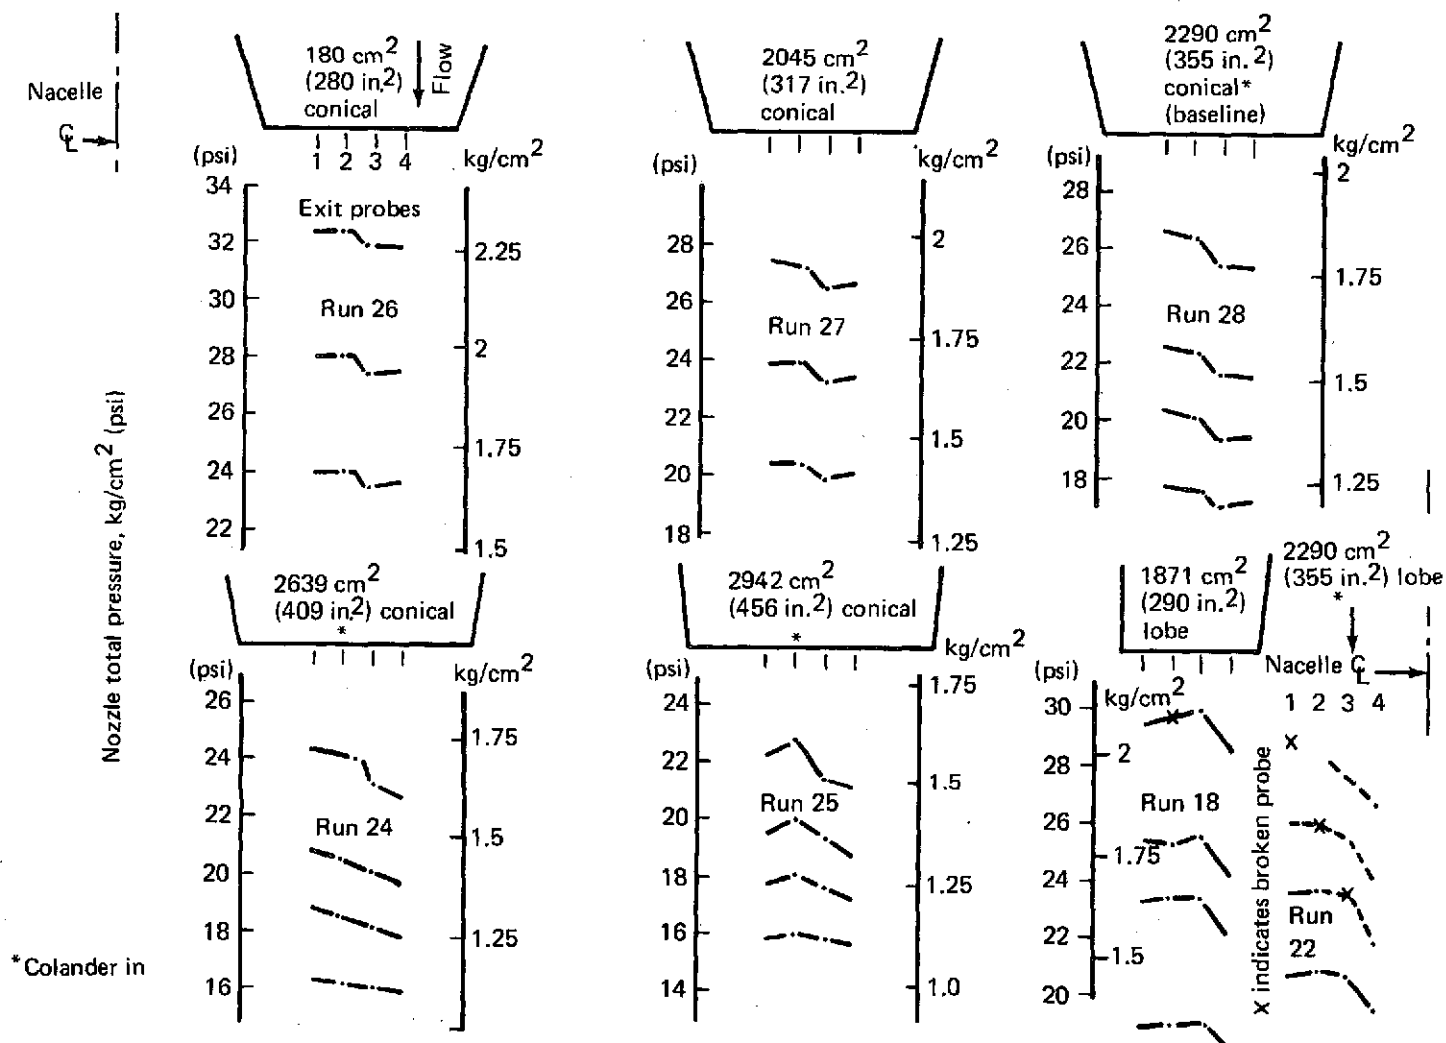 Nacelle
℄
Nozzle total pressure, kg/cm² (psi)
*Colander in
180 cm²
(280 in.²)
conical
Flow
(psi)
1 2 3 4
kg/cm²
34
32
30
28
26
24
22
Exit probes
Run 26
2.25
2
1.75
1.5
2045 cm²
(317 in.²)
conical
(psi)
kg/cm²
28
26
24
22
20
18
Run 27
2
1.75
1.5
1.25
2290 cm²
(355 in.²)
conical*
(baseline)
(psi)
kg/cm²
28
26
24
22
20
18
Run 28
2
1.75
1.5
1.25
2639 cm²
(409 in.²) conical
*
(psi)
kg/cm²
26
24
22
20
18
16
Run 24
1.75
1.5
1.25
2942 cm²
(456 in.²) conical
*
(psi)
kg/cm²
24
22
20
18
16
14
Run 25
1.75
1.5
1.25
1.0
1871 cm²
(290 in.²)
lobe
(psi)
kg/cm²
30
28
26
24
22
20
x
Run 18
2
1.75
1.5
X indicates broken probe
2290 cm²
(355 in.²) lobe
*
Nacelle ℄
1 2 3 4
x
x
x
Run
22